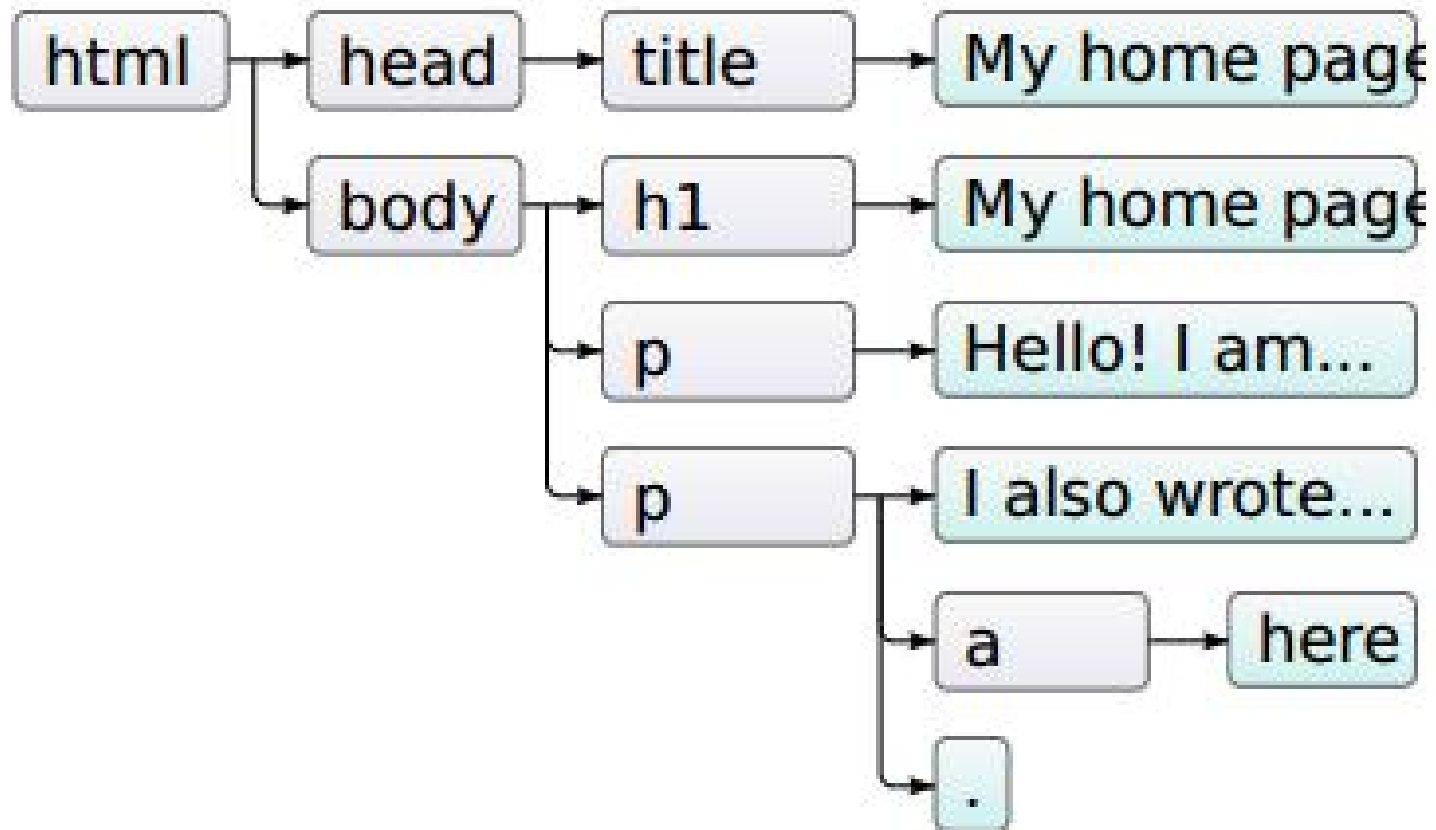 html head title My home page
body h1 My home page
p Hello! I am...
p I also wrote...
a here
.